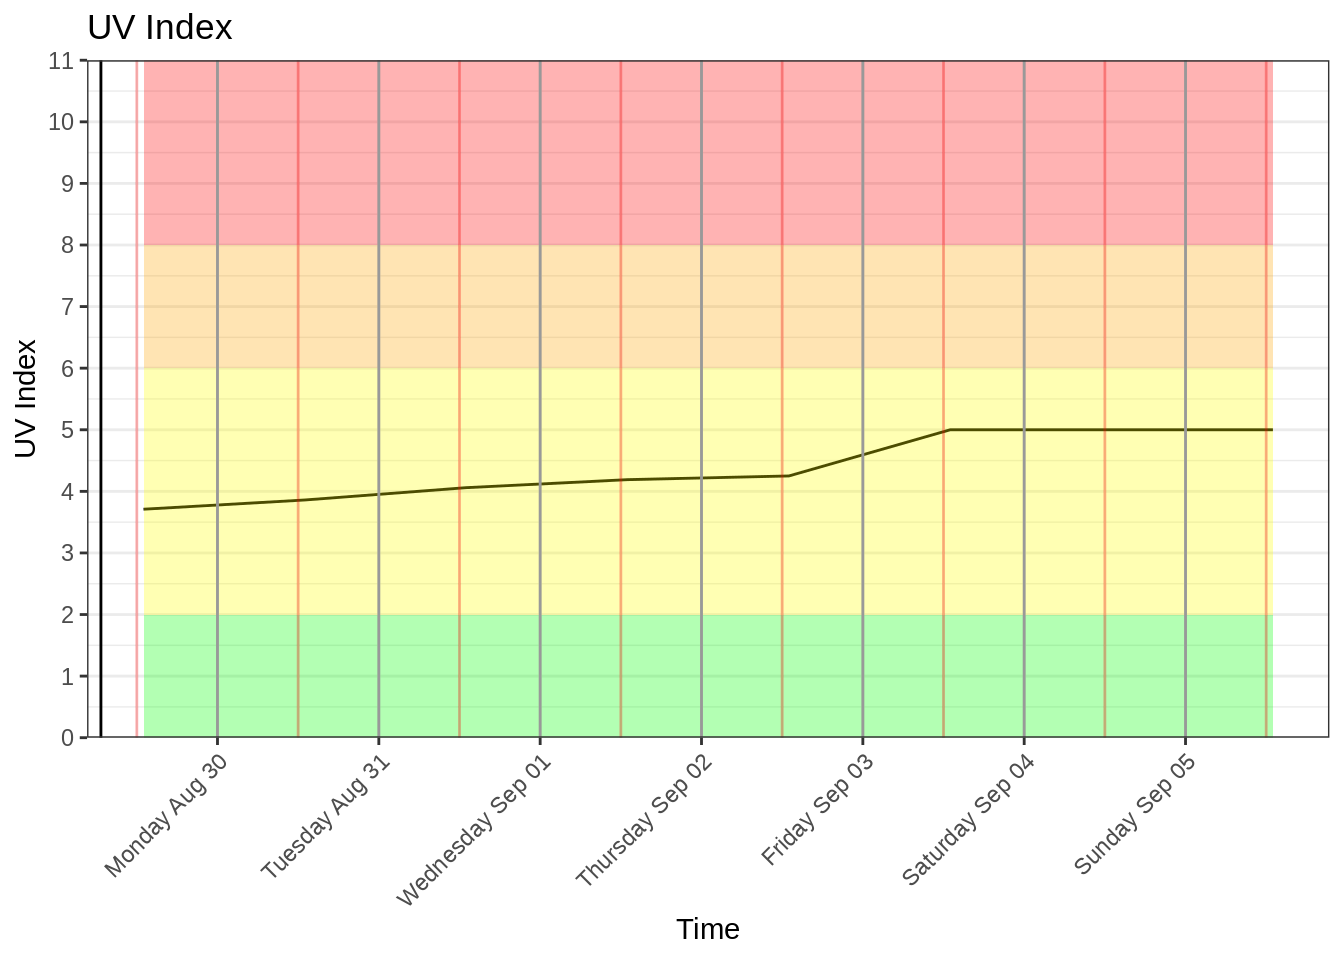 UV Index
11
10
9
8
7
6
5
4
3
2
1
0
UV Index
Monday Aug 30
Tuesday Aug 31
Wednesday Sep 01
Thursday Sep 02
Friday Sep 03
Saturday Sep 04
Sunday Sep 05
Time